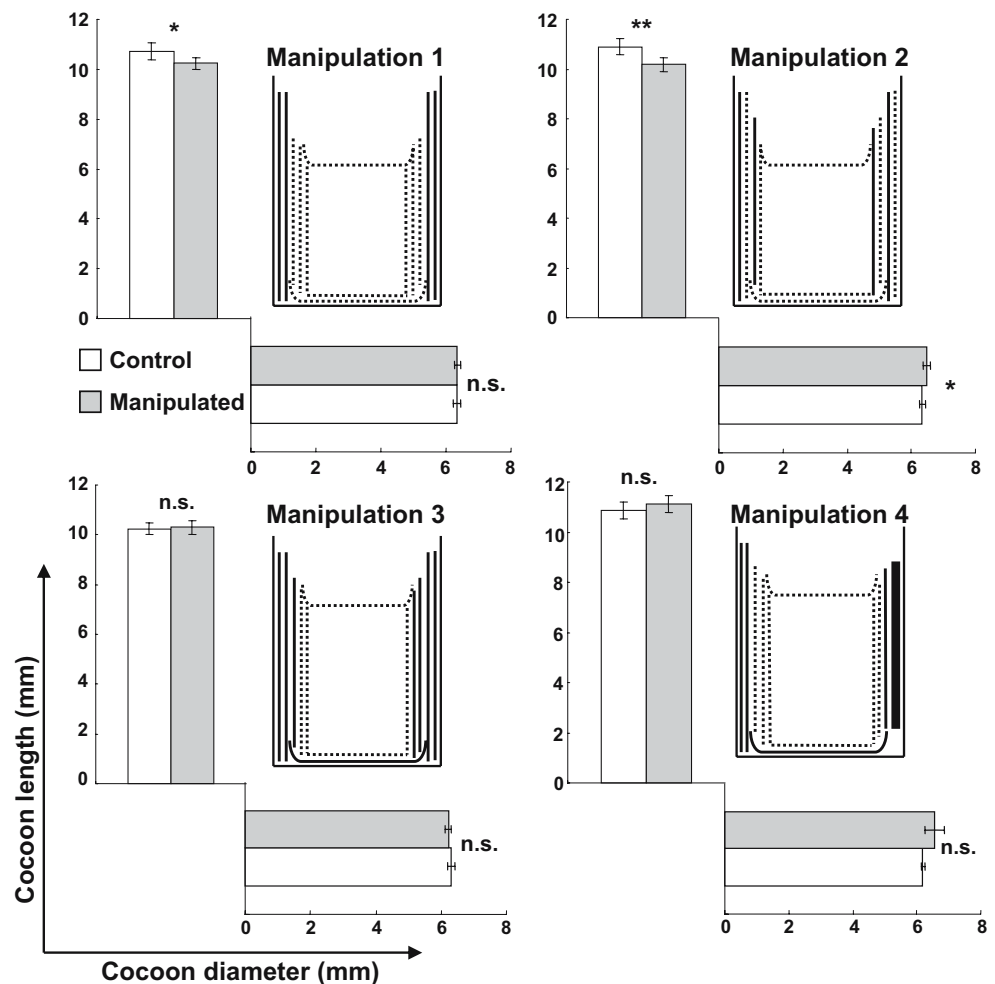 12
10
8
6
4
2
0
*
Manipulation 1
12
10
8
6
4
2
0
**
Manipulation 2
Control
Manipulated
n.s.
0 2 4 6 8
*
0 2 4 6 8
12
10
8
6
4
2
0
n.s.
Manipulation 3
12
10
8
6
4
2
0
n.s.
Manipulation 4
n.s.
0 2 4 6 8
n.s.
0 2 4 6 8
Cocoon length (mm)
Cocoon diameter (mm)